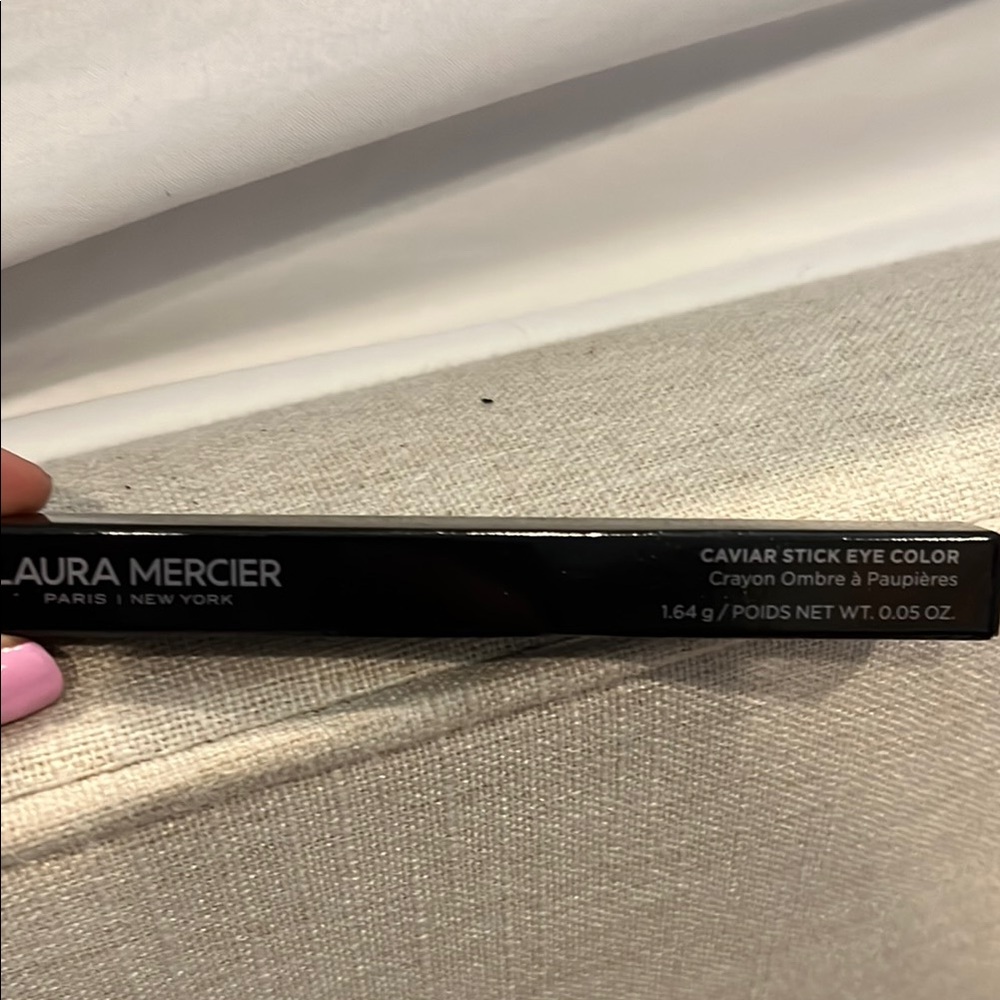 LAURA MERCIER
PARIS | NEW YORK
CAVIAR STICK EYE COLOR
Crayon Ombre à Paupières
1.64 g / POIDS NET WT. 0.05 OZ.